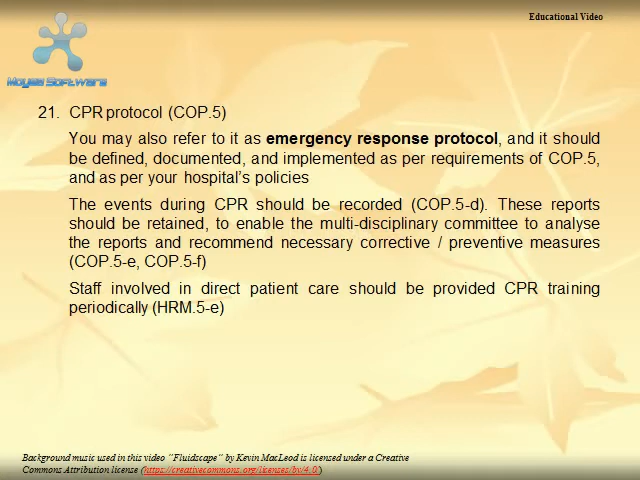 Educational Video
Moyea Software
21. CPR protocol (COP.5)
You may also refer to it as emergency response protocol, and it should
be defined, documented, and implemented as per requirements of COP.5,
and as per your hospital's policies
The events during CPR should be recorded (COP.5-d). These reports
should be retained, to enable the multi-disciplinary committee to analyse
the reports and recommend necessary corrective / preventive measures
(COP.5-e, COP.5-f)
Staff involved in direct patient care should be provided CPR training
periodically (HRM.5-e)
Background music used in this video "Fluidscape" by Kevin MacLeod is licensed under a Creative
Commons Attribution license (https://creativecommons.org/licenses/by/4.0/)